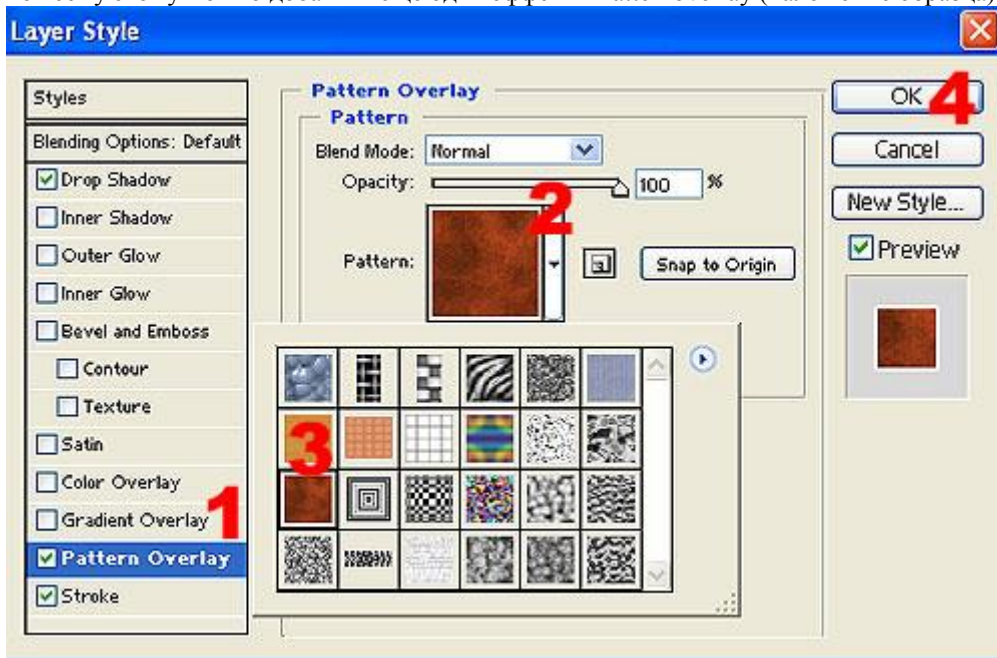 Layer Style
Styles
Blending Options: Default
Drop Shadow
Inner Shadow
Outer Glow
Inner Glow
Bevel and Emboss
Contour
Texture
Satin
Color Overlay
Gradient Overlay
Pattern Overlay
Stroke
1
Pattern Overlay
Pattern
Blend Mode: Normal
Opacity: 100 %
2
Pattern:
Snap to Origin
3
OK
4
Cancel
New Style...
Preview